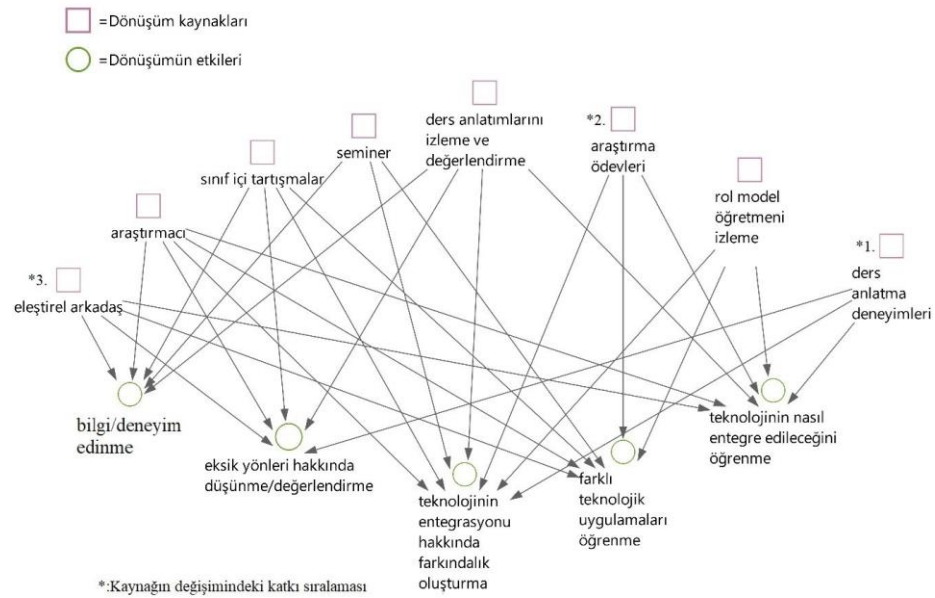 =Dönüşüm kaynakları
=Dönüşümün etkileri
ders anlatımlarını
izleme ve
değerlendirme
*2.
araştırma
ödevleri
seminer
sınıf içi tartışmalar
rol model
öğretmeni
izleme
araştırmacı
*1.
ders
anlatma
deneyimleri
*3.
eleştirel arkadaş
bilgi/deneyim
edinme
eksik yönleri hakkında
düşünme/değerlendirme
teknolojinin
entegrasyonu
hakkında
farkındalık
oluşturma
farklı
teknolojik
uygulamaları
öğrenme
teknolojinin nasıl
entegre edileceğini
öğrenme
*:Kaynağın değişimindeki katkı sıralaması